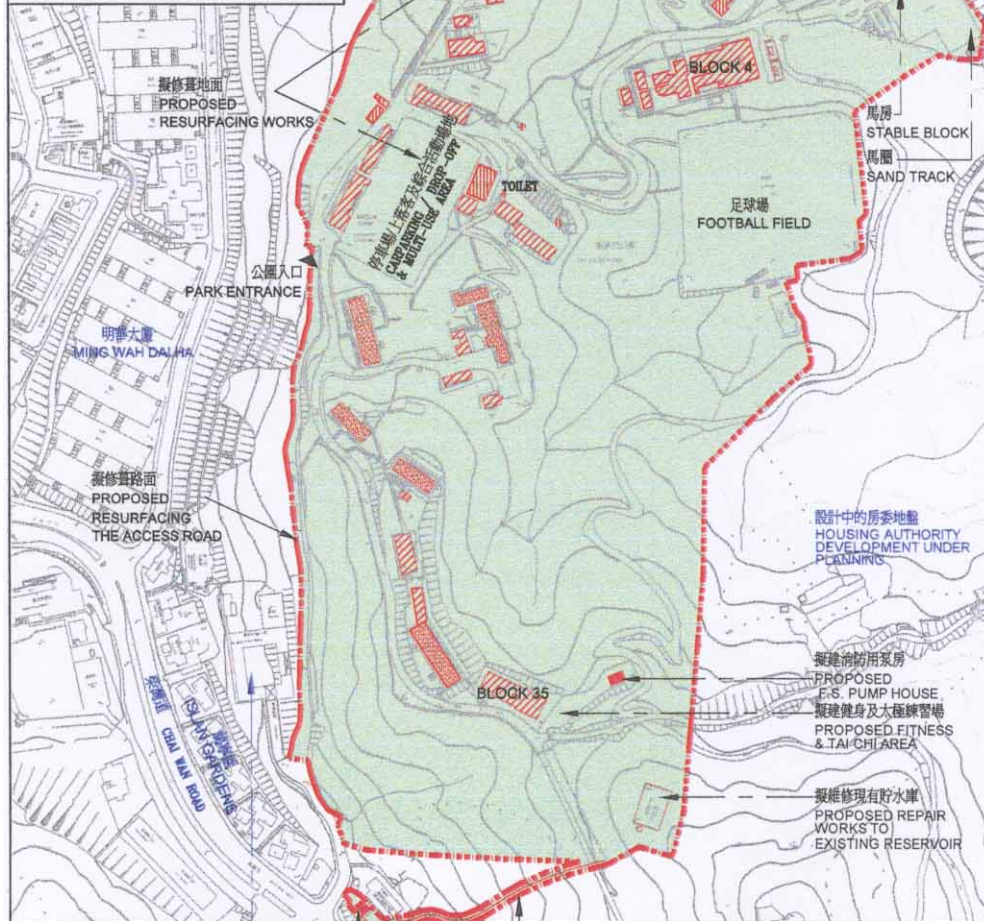 擬修葺地面
PROPOSED
RESURFACING WORKS
BLOCK 4
馬房
STABLE BLOCK
馬圈
SAND TRACK
停車場/上落客及綜合活動場地
CARPARKING / DROP-OFF
& MULTI-USE AREA
TOILET
足球場
FOOTBALL FIELD
公園入口
PARK ENTRANCE
明華大廈
MING WAH DAI HA
擬修葺路面
PROPOSED
RESURFACING
THE ACCESS ROAD
設計中的房委地盤
HOUSING AUTHORITY
DEVELOPMENT UNDER
PLANNING
擬建消防用泵房
PROPOSED
F.S. PUMP HOUSE
BLOCK 35
擬建健身及太極練習場
PROPOSED FITNESS
& TAI CHI AREA
柴灣道 CHAI WAN ROAD
ISLAN GARDENS
擬維修現有貯水庫
PROPOSED REPAIR
WORKS TO
EXISTING RESERVOIR